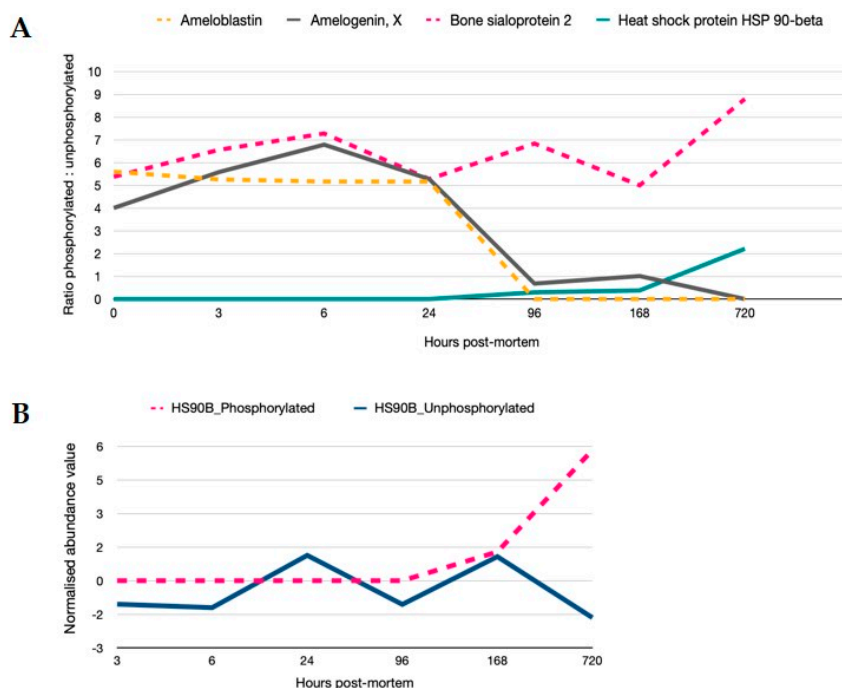 A
Ameloblastin Amelogenin, X Bone sialoprotein 2 Heat shock protein HSP 90-beta
Ratio phosphorylated : unphosphorylated
10
9
8
7
6
5
4
3
2
1
0
0 3 6 24 96 168 720
Hours post-mortem
B
HS90B_Phosphorylated HS90B_Unphosphorylated
Normalised abundance value
6
5
3
2
0
-2
-3
3 6 24 96 168 720
Hours post-mortem